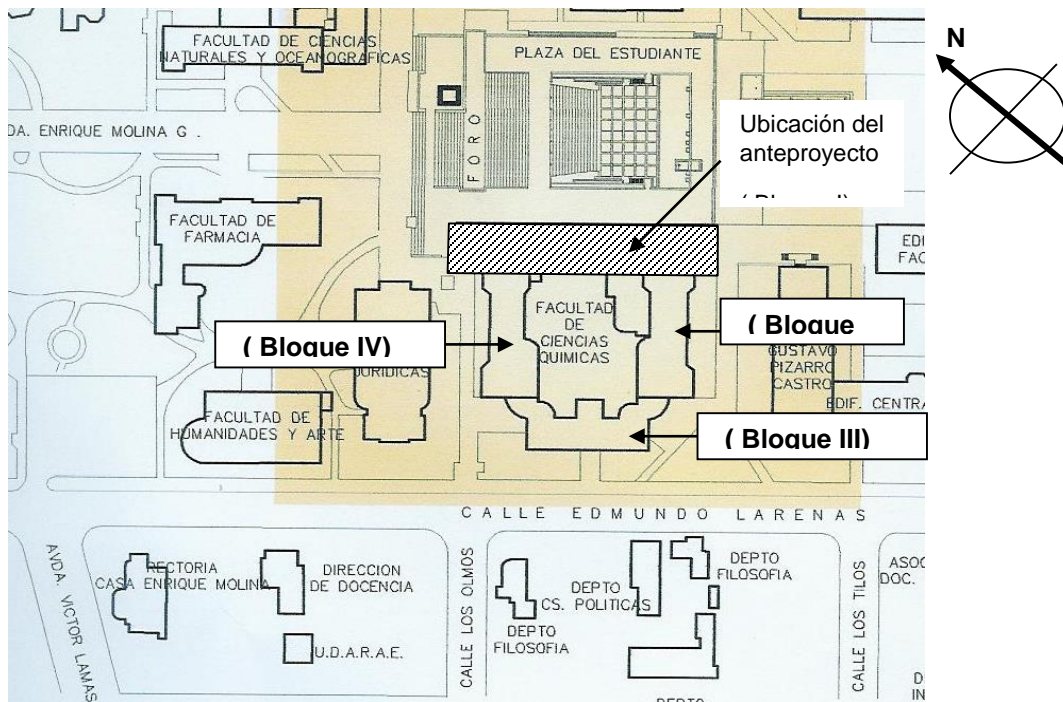 FACULTAD DE CIENCIAS
NATURALES Y OCEANOGRAFICAS
PLAZA DEL ESTUDIANTE
N
DA. ENRIQUE MOLINA G .
FORO
Ubicación del
anteproyecto
FACULTAD DE
FARMACIA
EDI
FAC
FACULTAD
DE
CIENCIAS
QUIMICAS
( Bloque IV)
( Bloque
JURIDICAS
GUSTAVO
PIZARRO
CASTRO
EDIF. CENTRA
FACULTAD DE
HUMANIDADES Y ARTE
( Bloque III)
CALLE EDMUNDO LARENAS
AVDA. VICTOR LAMAS
RECTORIA
CASA ENRIQUE MOLINA
DIRECCION
DE DOCENCIA
U.D.A.R.A.E.
CALLE LOS OLMOS
DEPTO
FILOSOFIA
DEPTO
CS. POLITICAS
DEPTO
FILOSOFIA
CALLE LOS TILOS
ASOC
DOC.
D
IN
DEPTO